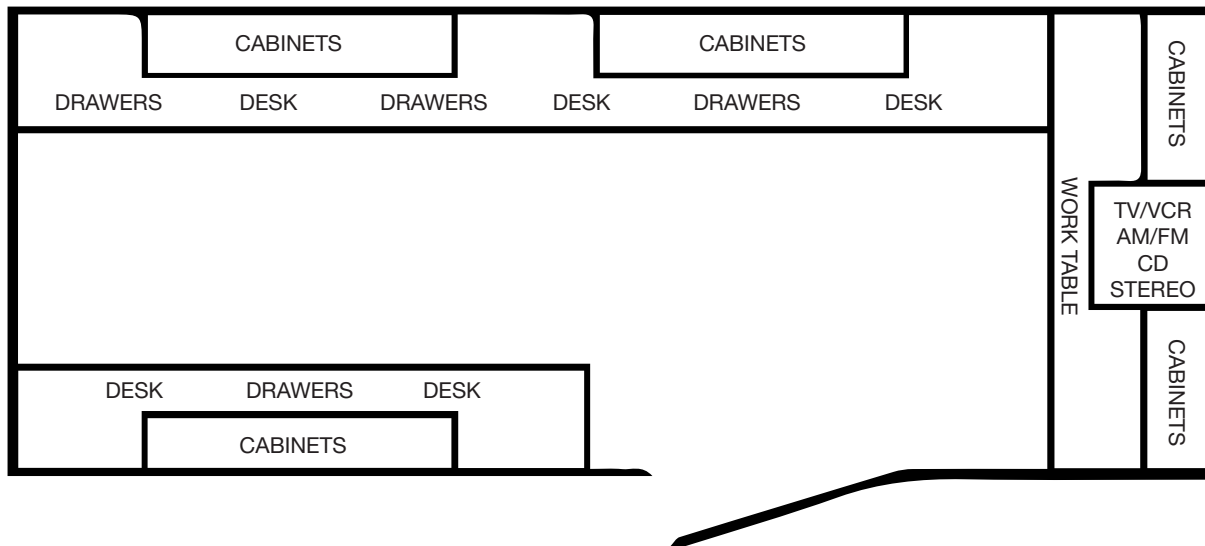 CABINETS
CABINETS
DRAWERS DESK DRAWERS DESK DRAWERS DESK
CABINETS
WORK TABLE
TV/VCR
AM/FM
CD
STEREO
CABINETS
DESK DRAWERS DESK
CABINETS